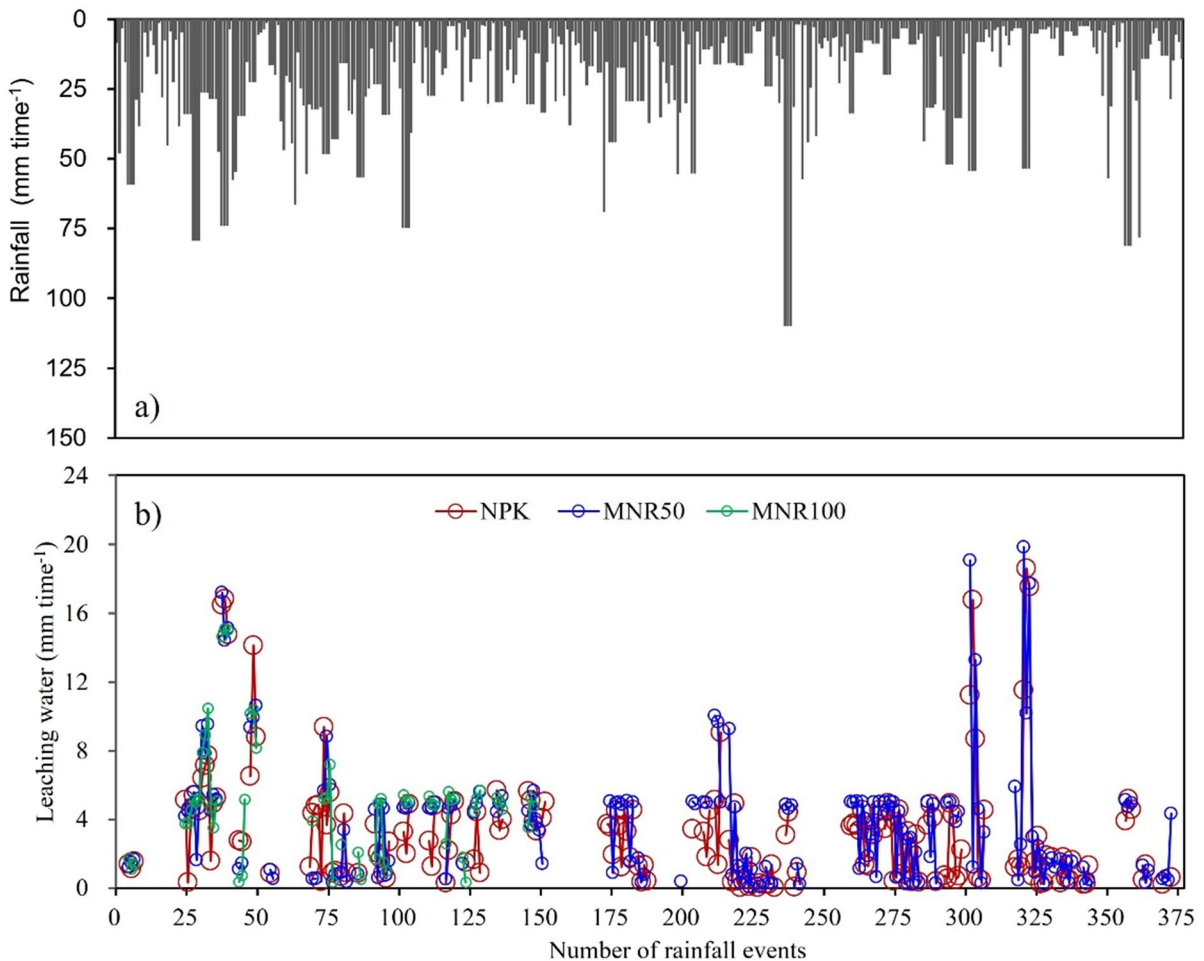 0
25
50
75
100
125
150
Rainfall (mm time-1)
a)
24
20
16
12
8
4
0
Leaching water (mm time-1)
b)
NPK MNR50 MNR100
0 25 50 75 100 125 150 175 200 225 250 275 300 325 350 375
Number of rainfall events